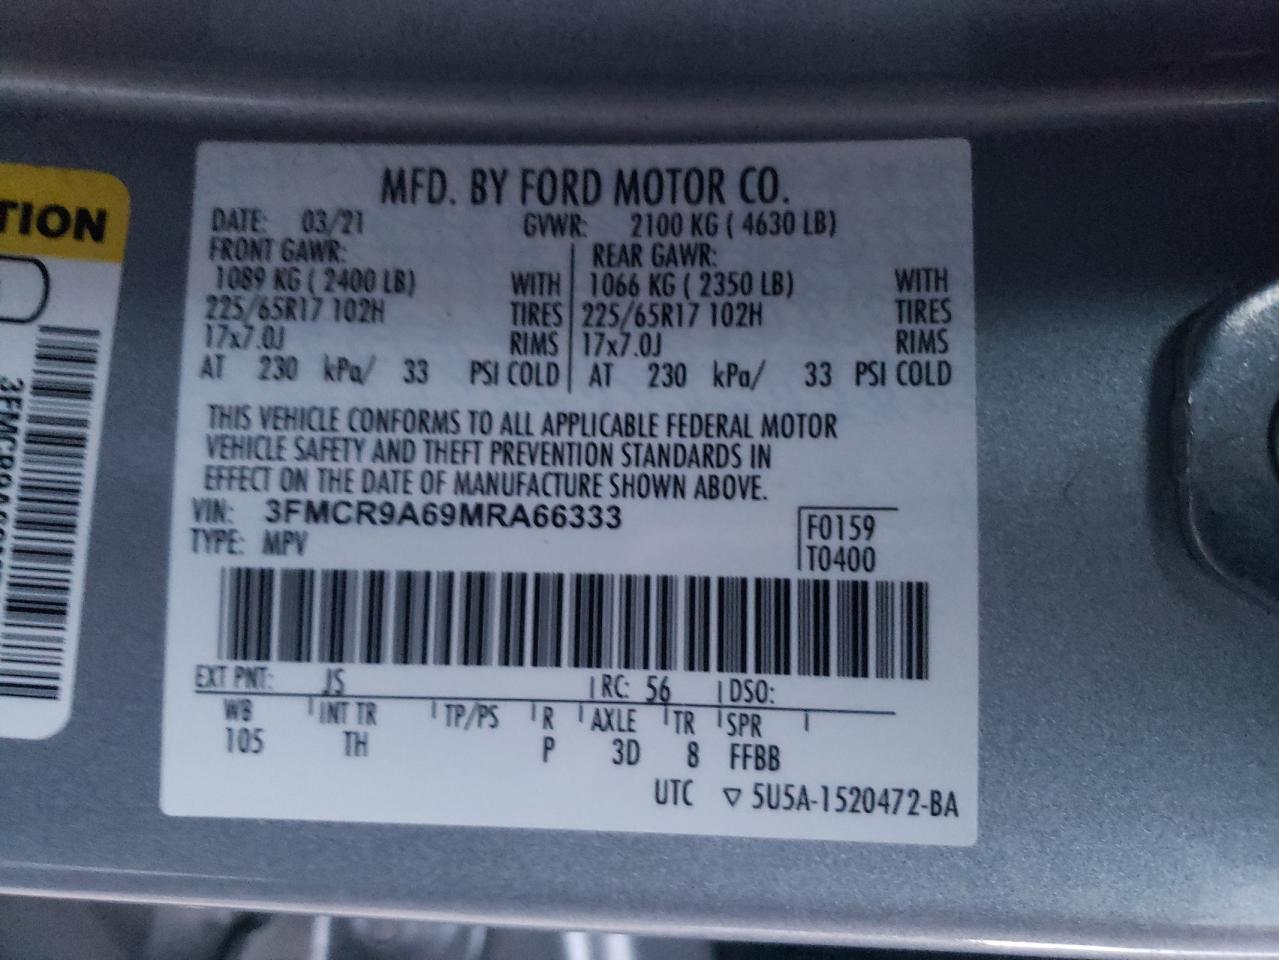 TION
3FMCR9A69M
MFD. BY FORD MOTOR CO.
DATE: 03/21 GVWR: 2100 KG ( 4630 LB)
FRONT GAWR: REAR GAWR:
1089 KG ( 2400 LB) WITH 1066 KG ( 2350 LB) WITH
225/65R17 102H TIRES 225/65R17 102H TIRES
17x7.0J RIMS 17x7.0J RIMS
AT 230 kPa/ 33 PSI COLD AT 230 kPa/ 33 PSI COLD
THIS VEHICLE CONFORMS TO ALL APPLICABLE FEDERAL MOTOR
VEHICLE SAFETY AND THEFT PREVENTION STANDARDS IN
EFFECT ON THE DATE OF MANUFACTURE SHOWN ABOVE.
VIN: 3FMCR9A69MRA66333 F0159
TYPE: MPV T0400
EXT PNT: JS RC: 56 DSO:
WB INT TR TP/PS R AXLE TR SPR
105 TH P 3D 8 FFBB
UTC ▽ 5U5A-1520472-BA